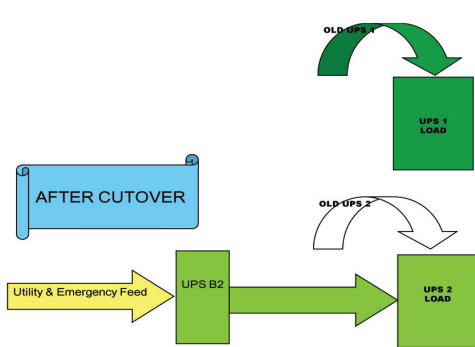 OLD UPS 1
UPS 1
LOAD
AFTER CUTOVER
OLD UPS 2
Utility & Emergency Feed
UPS B2
UPS 2
LOAD